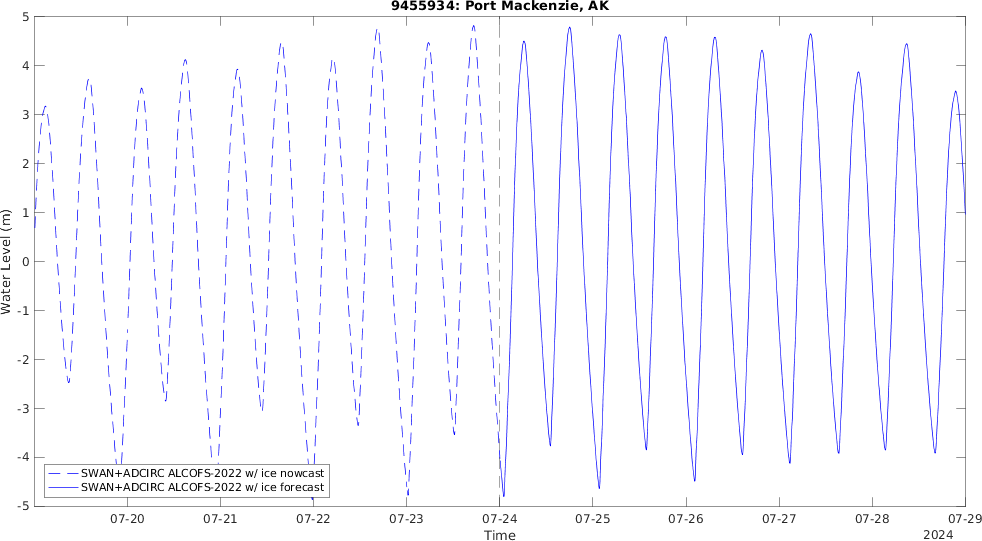 9455934: Port Mackenzie, AK
5
4
3
2
1
0
-1
-2
-3
-4
-5
Water Level (m)
SWAN+ADCIRC ALCOFS-2022 w/ ice nowcast
SWAN+ADCIRC ALCOFS-2022 w/ ice forecast
07-20 07-21 07-22 07-23 07-24 07-25 07-26 07-27 07-28 07-29
Time
2024